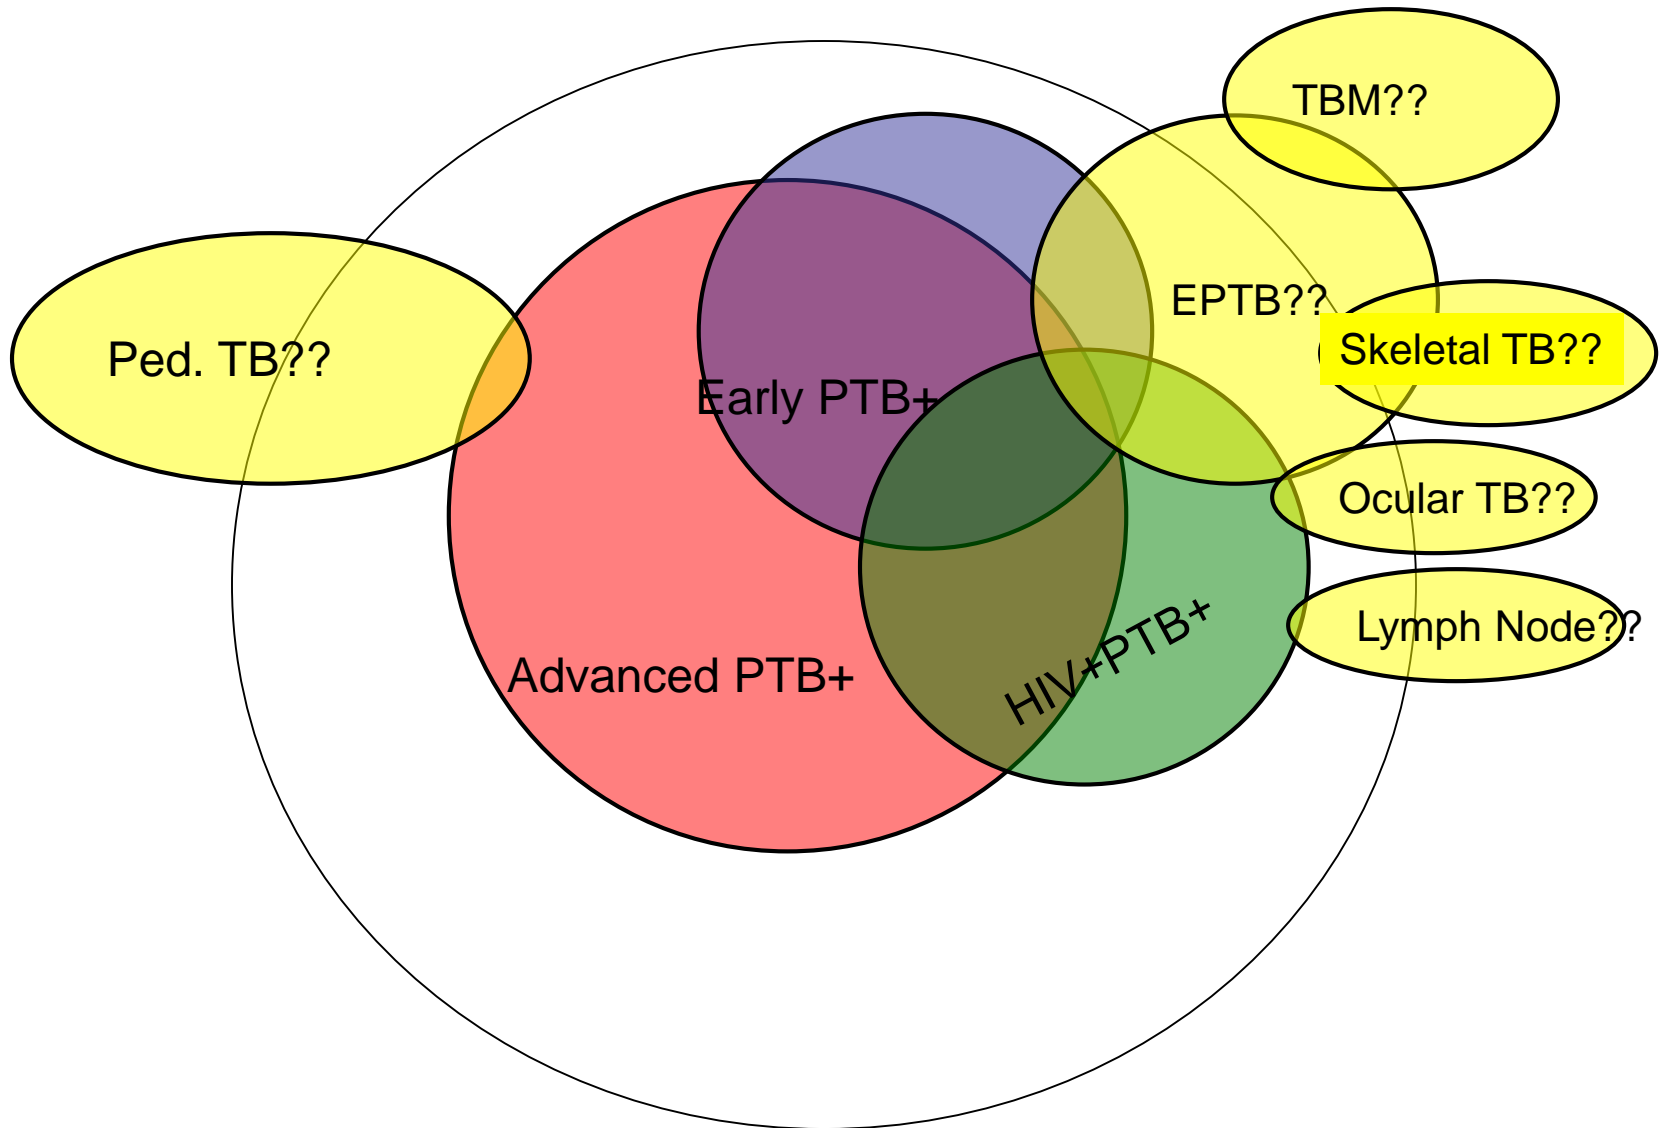 TBM??
EPTB??
Ped. TB??
Skeletal TB??
Early PTB+
Ocular TB??
Lymph Node??
Advanced PTB+
HIV+PTB+